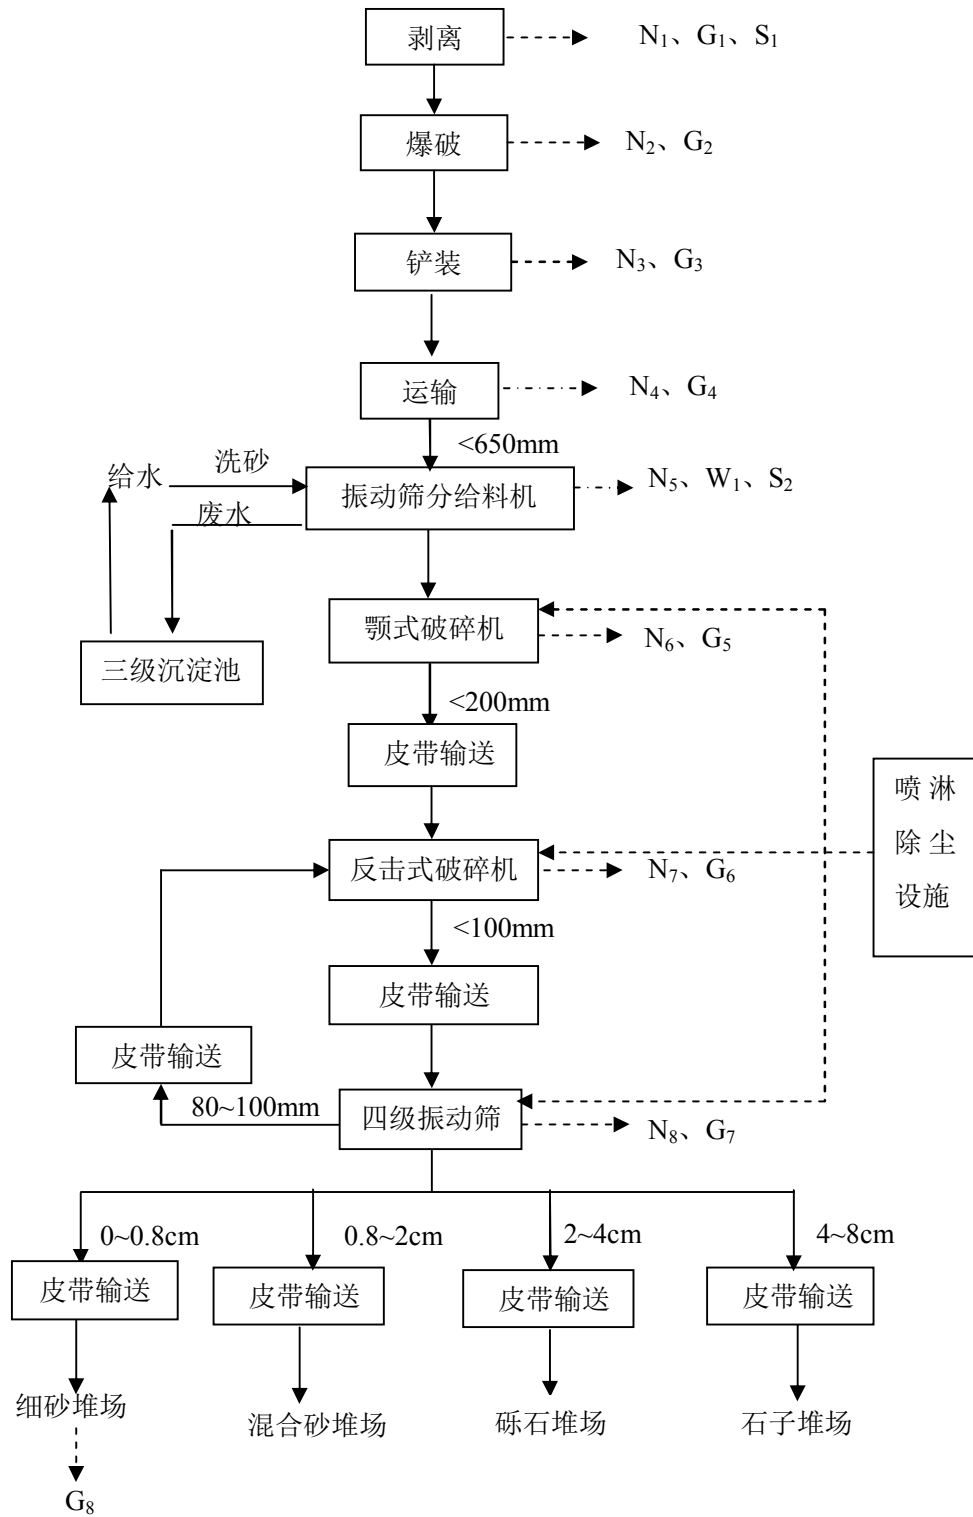 剥离
N₁、G₁、S₁
爆破
N₂、G₂
铲装
N₃、G₃
运输
N₄、G₄
<650mm
给水
洗砂
振动筛分给料机
N₅、W₁、S₂
废水
颚式破碎机
N₆、G₅
三级沉淀池
<200mm
皮带输送
喷淋
除尘
设施
反击式破碎机
N₇、G₆
<100mm
皮带输送
皮带输送
80~100mm
四级振动筛
N₈、G₇
0~0.8cm
0.8~2cm
2~4cm
4~8cm
皮带输送
皮带输送
皮带输送
皮带输送
细砂堆场
混合砂堆场
砾石堆场
石子堆场
G₈